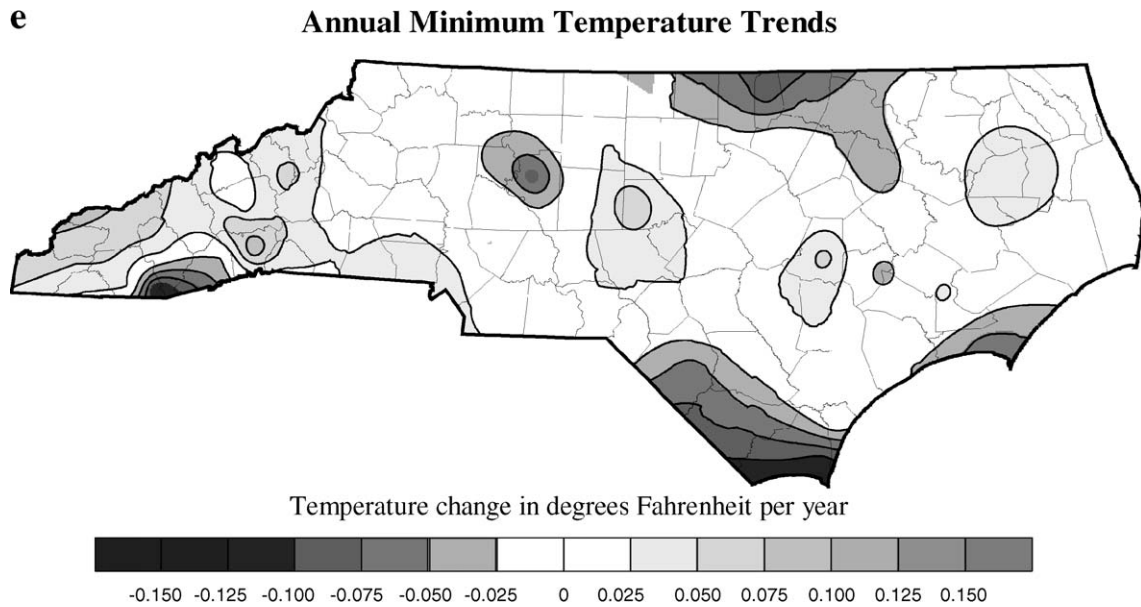 e
Annual Minimum Temperature Trends
Temperature change in degrees Fahrenheit per year
-0.150 -0.125 -0.100 -0.075 -0.050 -0.025 0 0.025 0.050 0.075 0.100 0.125 0.150